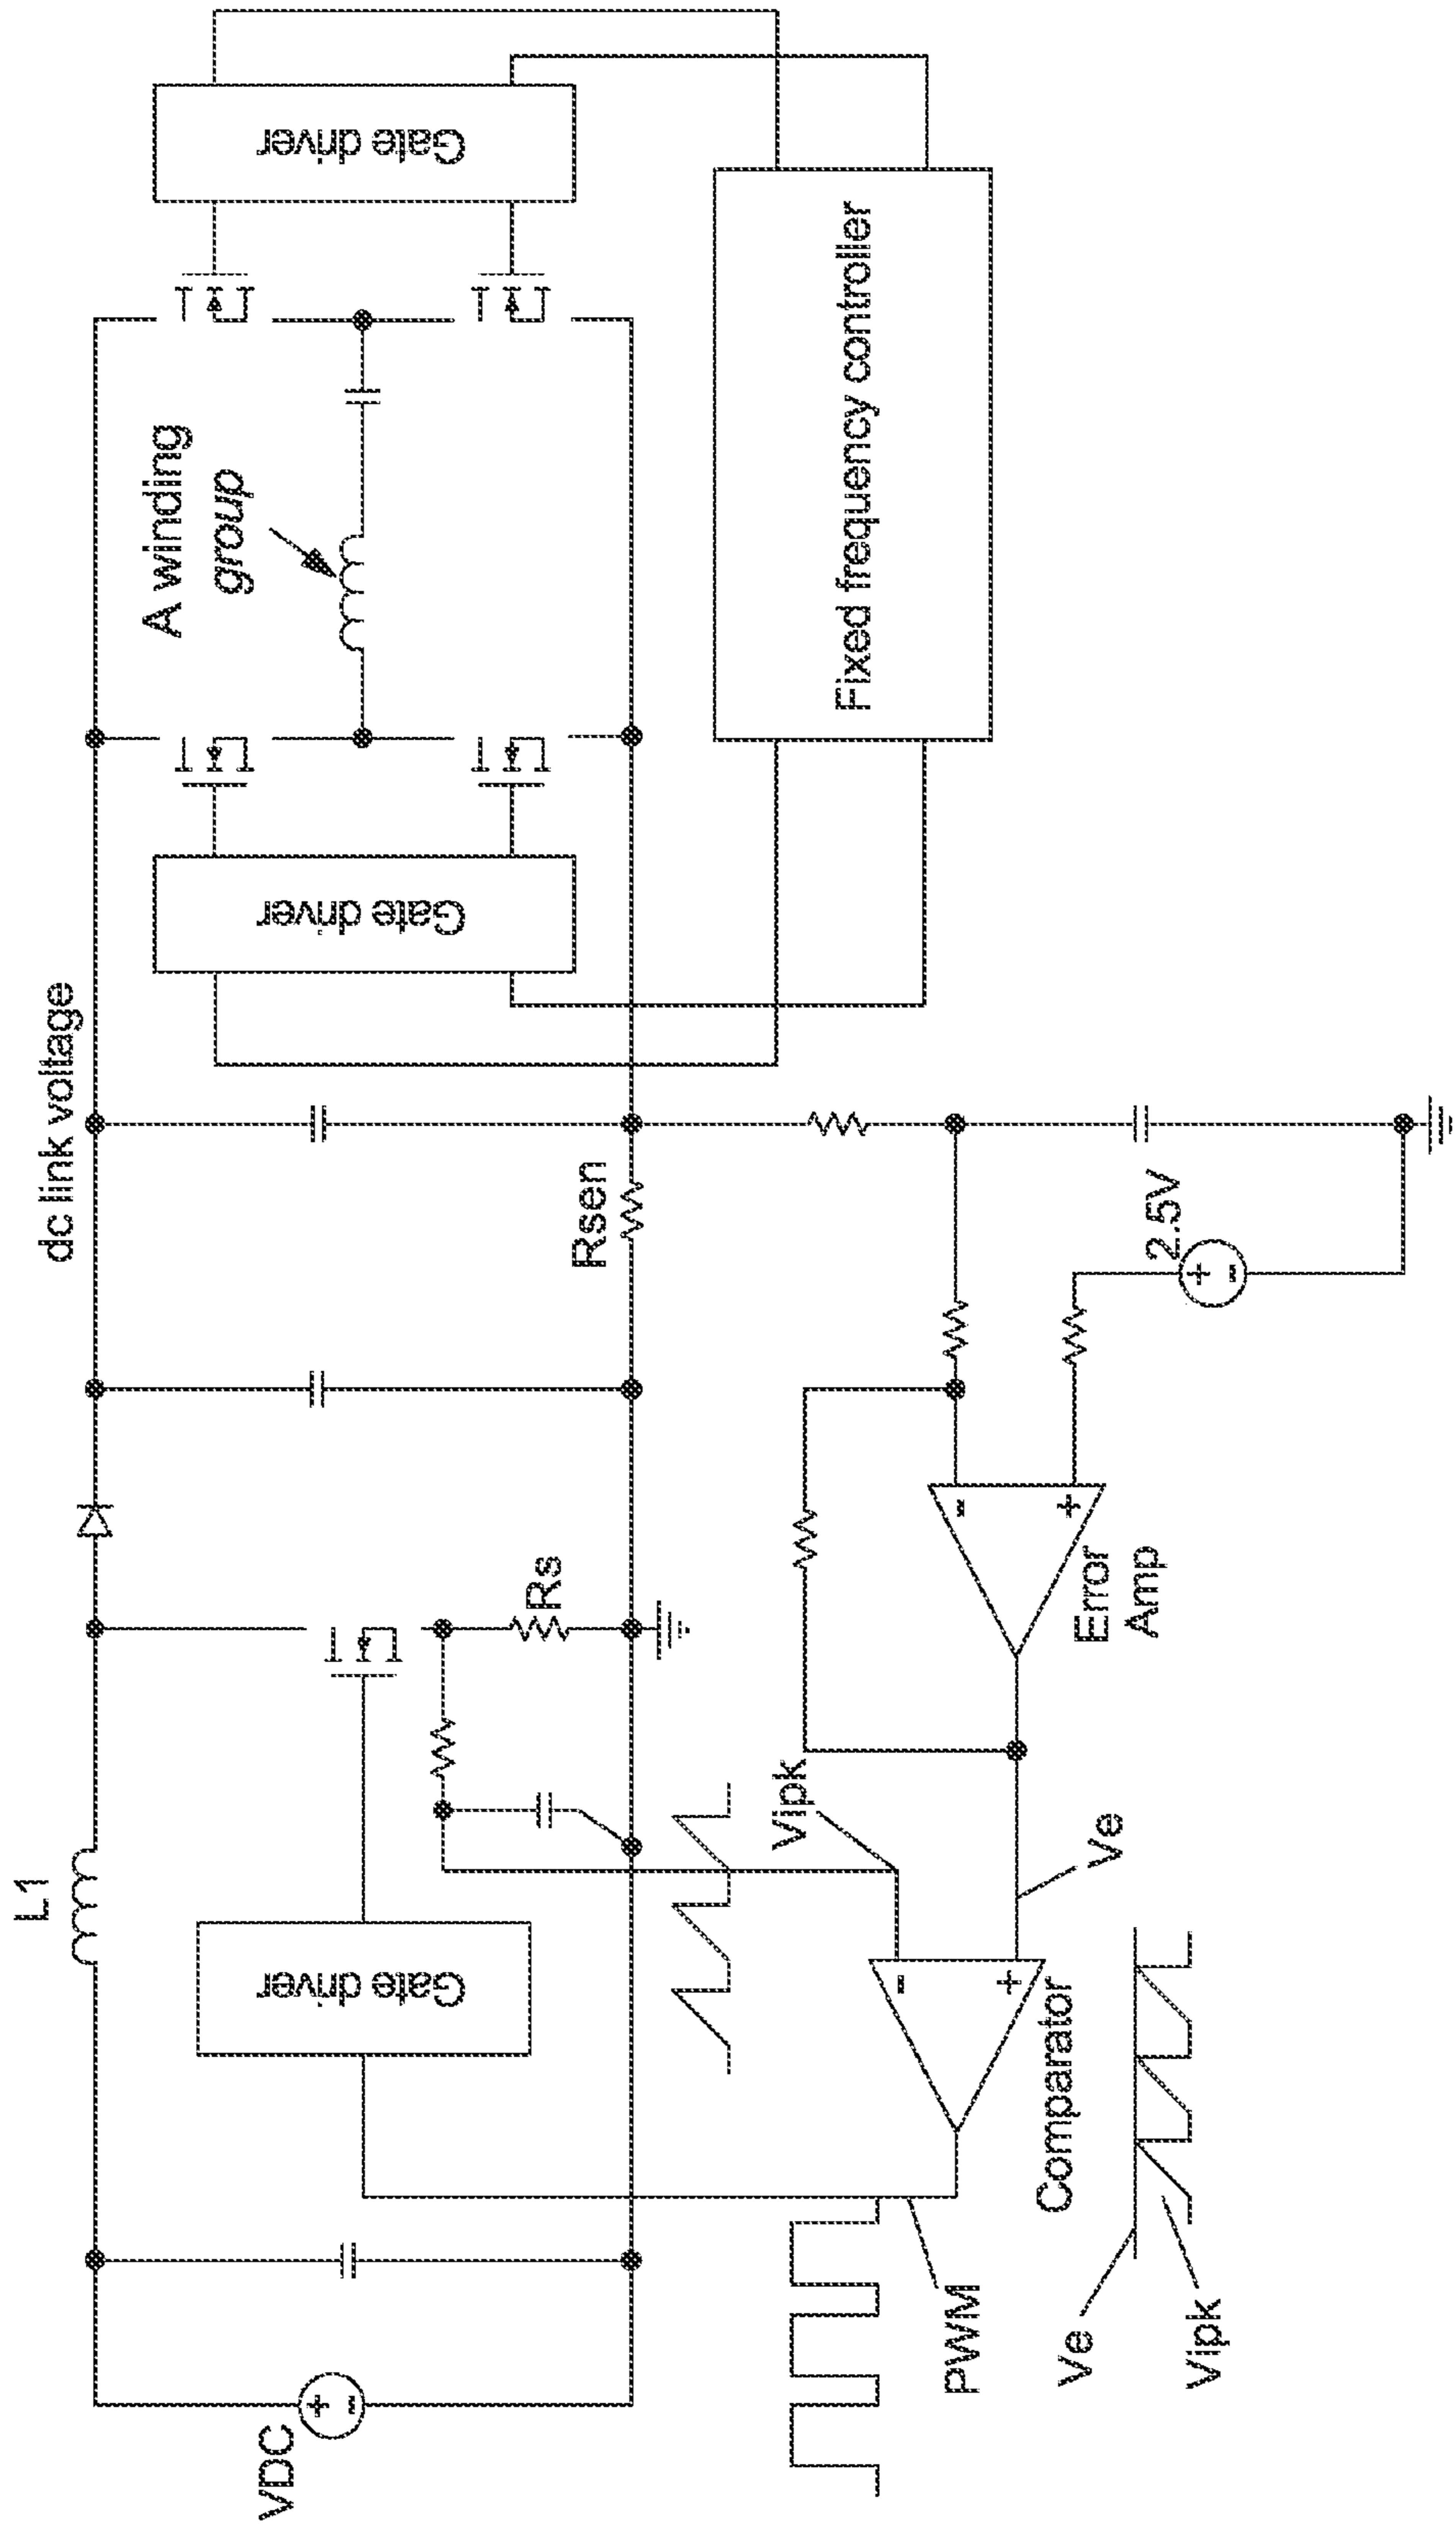 L1
dc link voltage
VDC
Gate driver
Rs
Rsen
Gate driver
A winding
group
Gate driver
Vipk
PWM
Comparator
Ve
Error
Amp
2.5V
Fixed frequency controller
Ve
Vipk
+
-
-
+
-
+
+
-